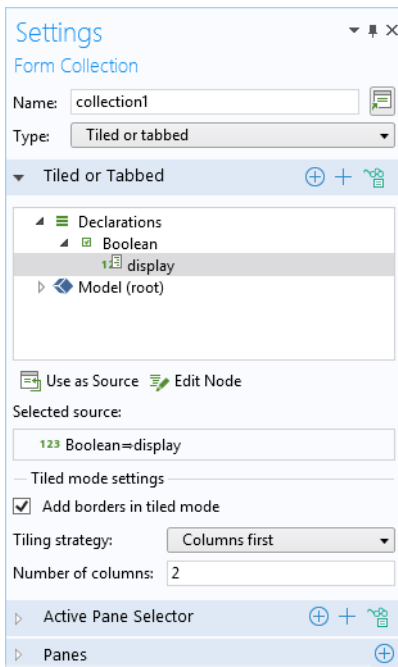 Settings
Form Collection
Name: collection1
Type: Tiled or tabbed
Tiled or Tabbed
Declarations
Boolean
display
Model (root)
Use as Source Edit Node
Selected source:
123 Boolean⇒display
Tiled mode settings
Add borders in tiled mode
Tiling strategy: Columns first
Number of columns: 2
Active Pane Selector
Panes